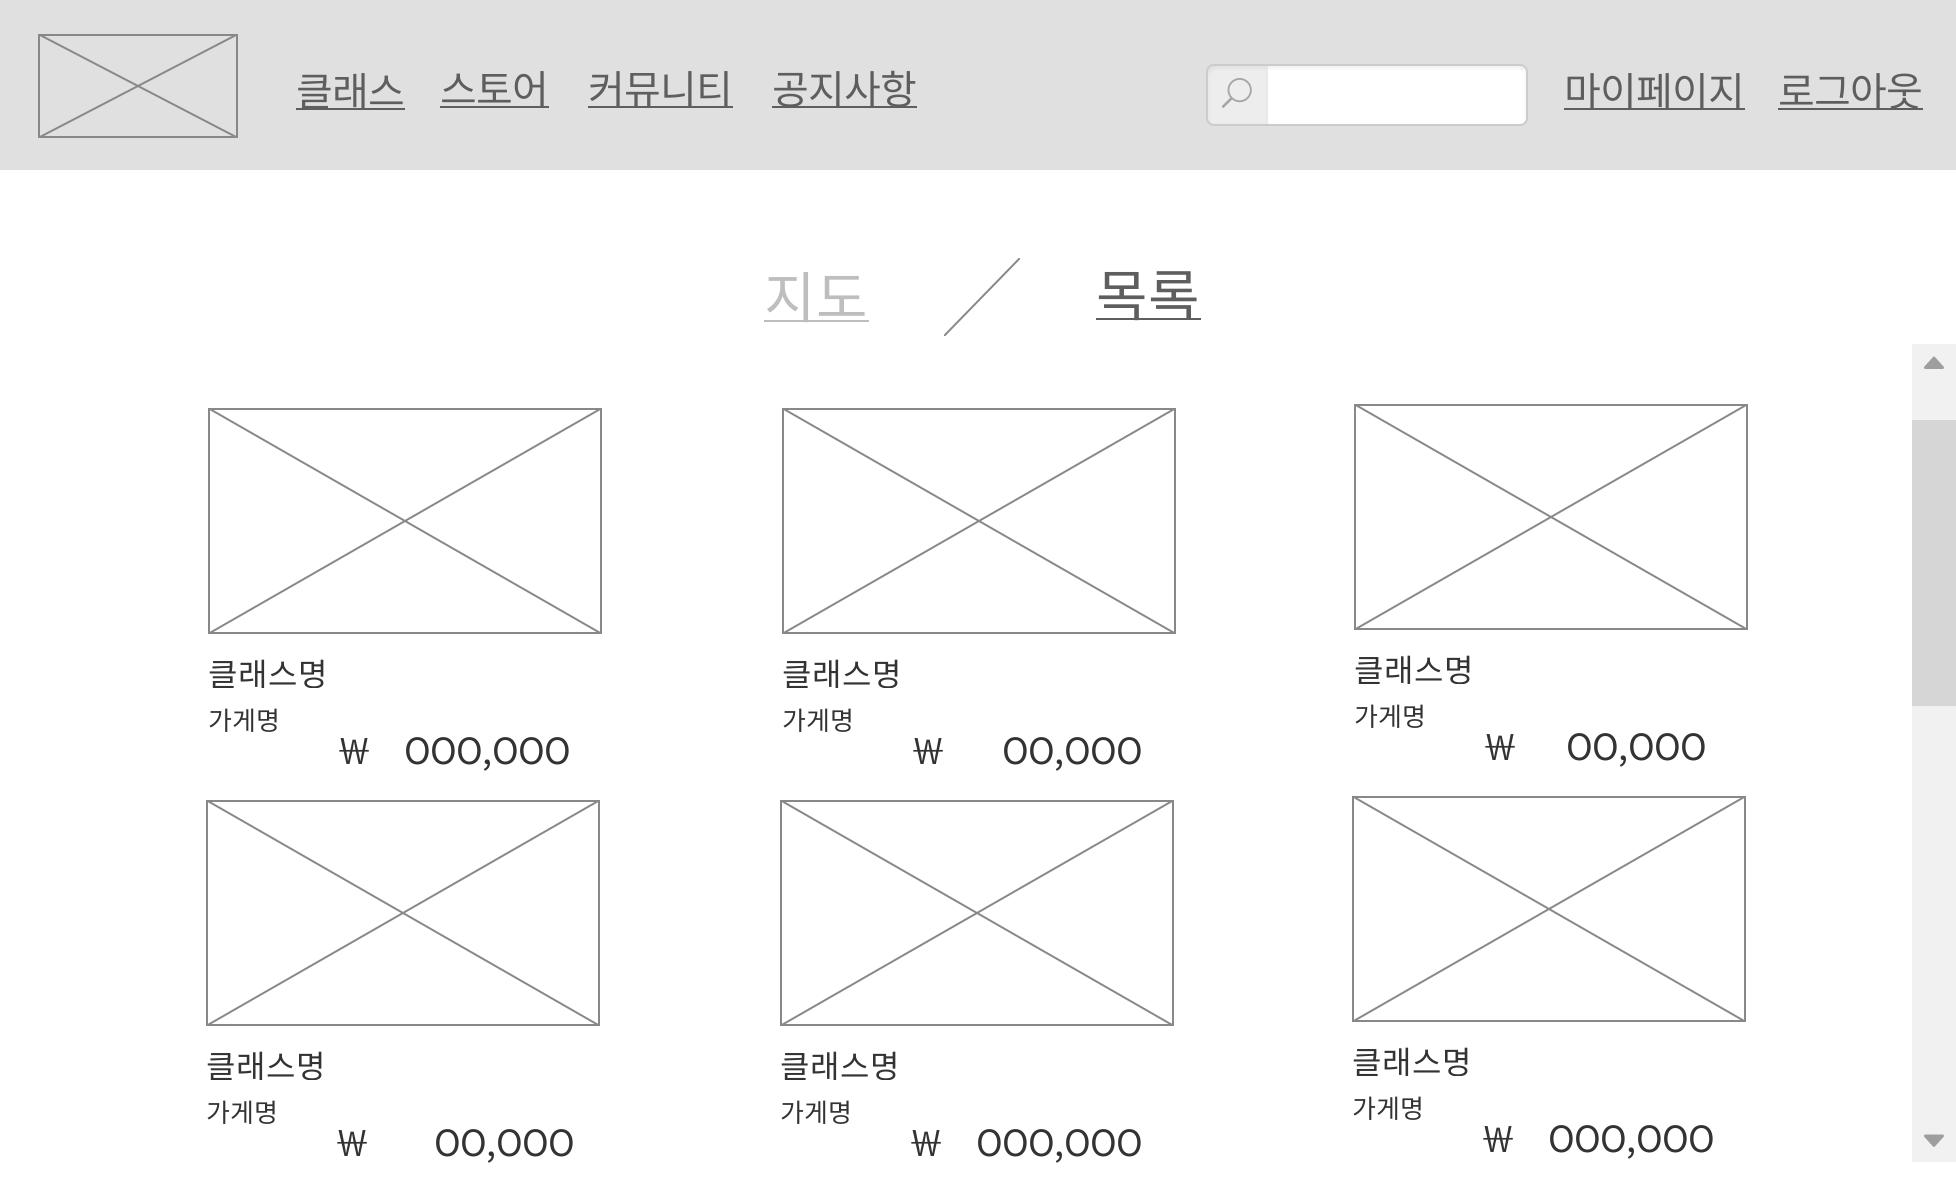 클래스 스토어 커뮤니티 공지사항 마이페이지 로그아웃
지도 / 목록
클래스명 클래스명 클래스명
가게명 가게명 가게명
₩ 000,000 ₩ 00,000 ₩ 00,000
클래스명 클래스명 클래스명
가게명 가게명 가게명
₩ 00,000 ₩ 000,000 ₩ 000,000